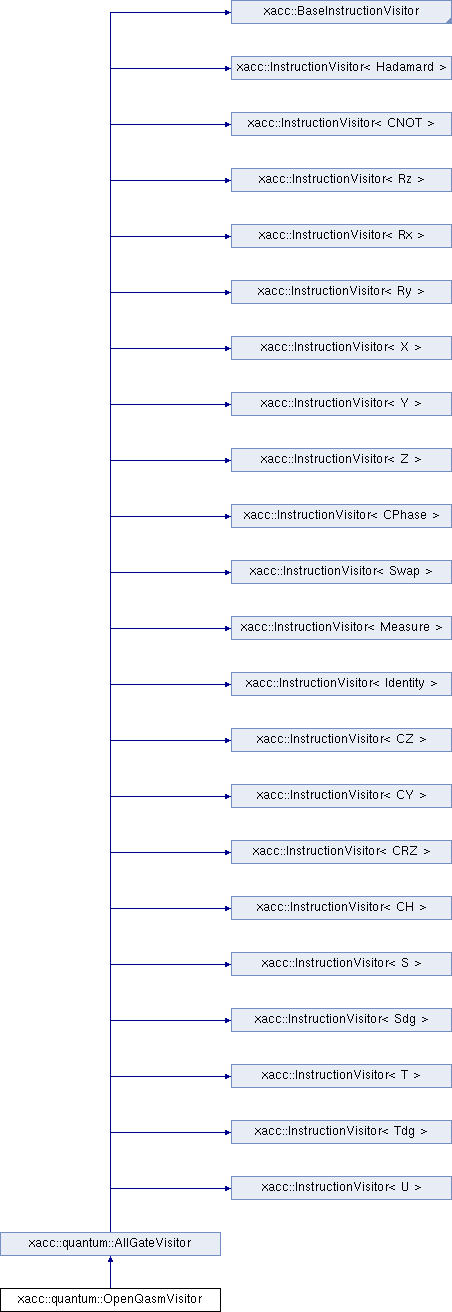 xacc::BaseInstructionVisitor
xacc::InstructionVisitor< Hadamard >
xacc::InstructionVisitor< CNOT >
xacc::InstructionVisitor< Rz >
xacc::InstructionVisitor< Rx >
xacc::InstructionVisitor< Ry >
xacc::InstructionVisitor< X >
xacc::InstructionVisitor< Y >
xacc::InstructionVisitor< Z >
xacc::InstructionVisitor< CPhase >
xacc::InstructionVisitor< Swap >
xacc::InstructionVisitor< Measure >
xacc::InstructionVisitor< Identity >
xacc::InstructionVisitor< CZ >
xacc::InstructionVisitor< CY >
xacc::InstructionVisitor< CRZ >
xacc::InstructionVisitor< CH >
xacc::InstructionVisitor< S >
xacc::InstructionVisitor< Sdg >
xacc::InstructionVisitor< T >
xacc::InstructionVisitor< Tdg >
xacc::InstructionVisitor< U >
xacc::quantum::AllGateVisitor
xacc::quantum::OpenQasmVisitor